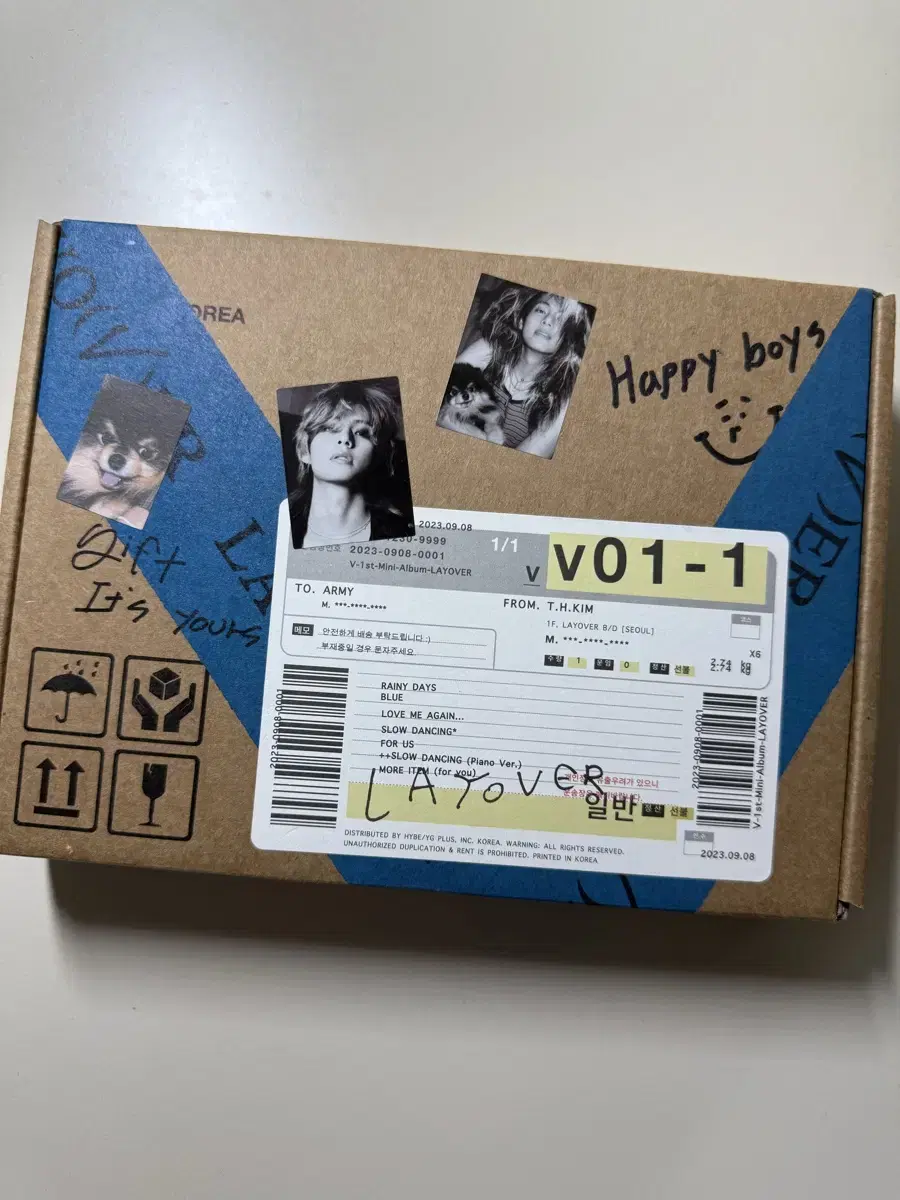 OREA
Happy boys
Gift
It's yours
LA
2023.09.08
9999
2023-0908-0001
V-1st-Mini-Album-LAYOVER
1/1
V
V01-1
TO. ARMY
M. ***-****-****
FROM. T.H.KIM
1F. LAYOVER B/D [SEOUL]
M. ***-****-****
메모
안전하게 배송 부탁드립니다 :)
부재중일 경우 문자주세요.
수량 1 운임 0 정산 선불
X6
2.74 kg
RAINY DAYS
BLUE
LOVE ME AGAIN...
SLOW DANCING*
FOR US
++SLOW DANCING (Piano Ver.)
MORE ITEM (for you)
LAYOVER
일반 정산 선불
2023-0908-0001
2023-0908-0001
V-1st-Mini-Album-LAYOVER
DISTRIBUTED BY HYBE/YG PLUS, INC. KOREA. WARNING: ALL RIGHTS RESERVED.
UNAUTHORIZED DUPLICATION & RENT IS PROHIBITED. PRINTED IN KOREA
2023.09.08